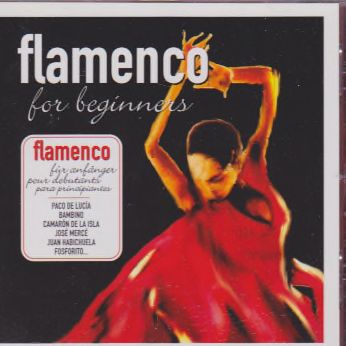 flamenco
for beginners
flamenco
für anfänger
pour debutants
para principiantes
PACO DE LUCÍA
BAMBINO
CAMARÓN DE LA ISLA
JOSÉ MERCÉ
JUAN HABICHUELA
FOSFORITO...